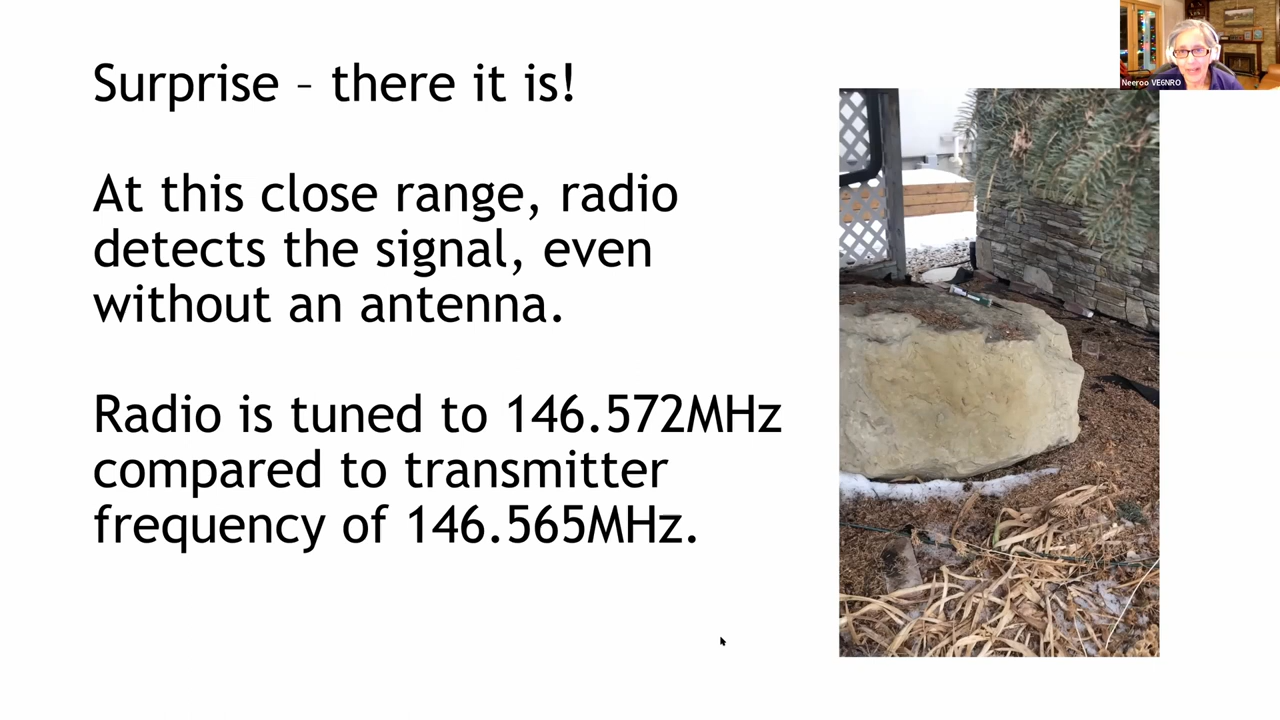 Surprise – there it is!
At this close range, radio
detects the signal, even
without an antenna.
Radio is tuned to 146.572MHz
compared to transmitter
frequency of 146.565MHz.
Neeroo VE6NRO